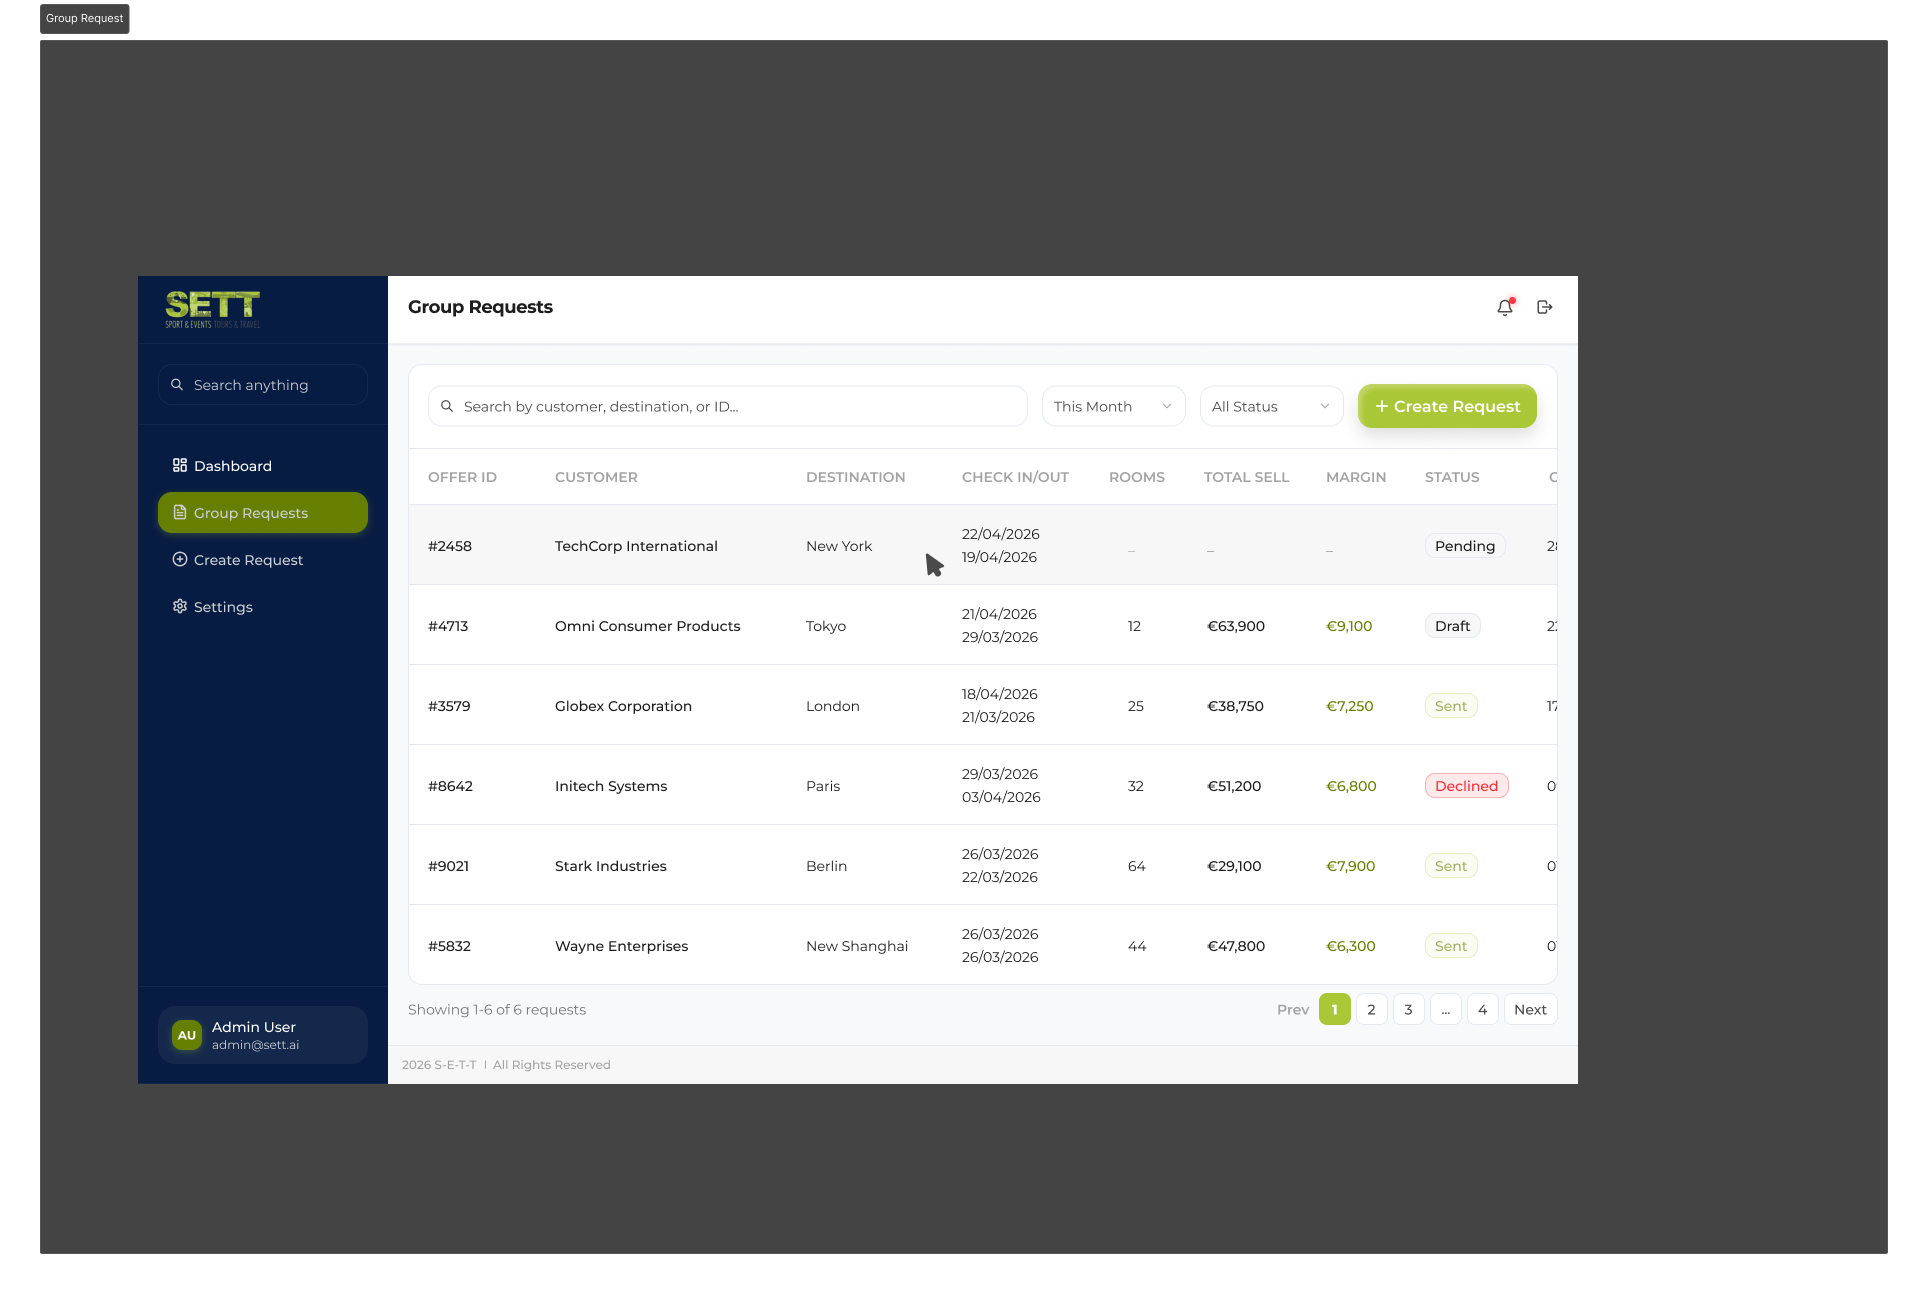 Group Request
SETT
SPORT & EVENTS TOURS & TRAVEL
Search anything
Dashboard
Group Requests
Create Request
Settings
AU
Admin User
admin@sett.ai
Group Requests
Search by customer, destination, or ID...
This Month
All Status
+ Create Request
OFFER ID CUSTOMER DESTINATION CHECK IN/OUT ROOMS TOTAL SELL MARGIN STATUS
#2458 TechCorp International New York 22/04/2026 _ _ _ Pending
19/04/2026
#4713 Omni Consumer Products Tokyo 21/04/2026 12 €63,900 €9,100 Draft
29/03/2026
#3579 Globex Corporation London 18/04/2026 25 €38,750 €7,250 Sent
21/03/2026
#8642 Initech Systems Paris 29/03/2026 32 €51,200 €6,800 Declined
03/04/2026
#9021 Stark Industries Berlin 26/03/2026 64 €29,100 €7,900 Sent
22/03/2026
#5832 Wayne Enterprises New Shanghai 26/03/2026 44 €47,800 €6,300 Sent
26/03/2026
Showing 1-6 of 6 requests
Prev 1 2 3 ... 4 Next
2026 S-E-T-T | All Rights Reserved